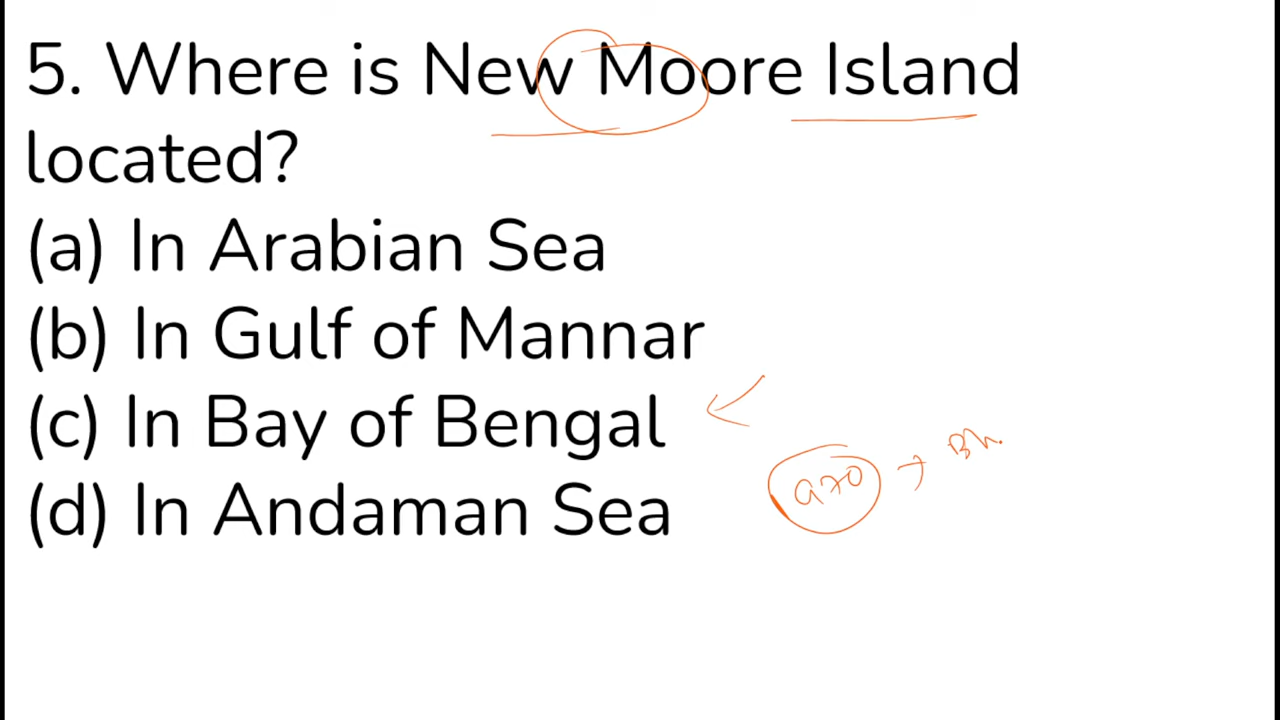 5. Where is New Moore Island
located?
(a) In Arabian Sea
(b) In Gulf of Mannar
(c) In Bay of Bengal
(d) In Andaman Sea